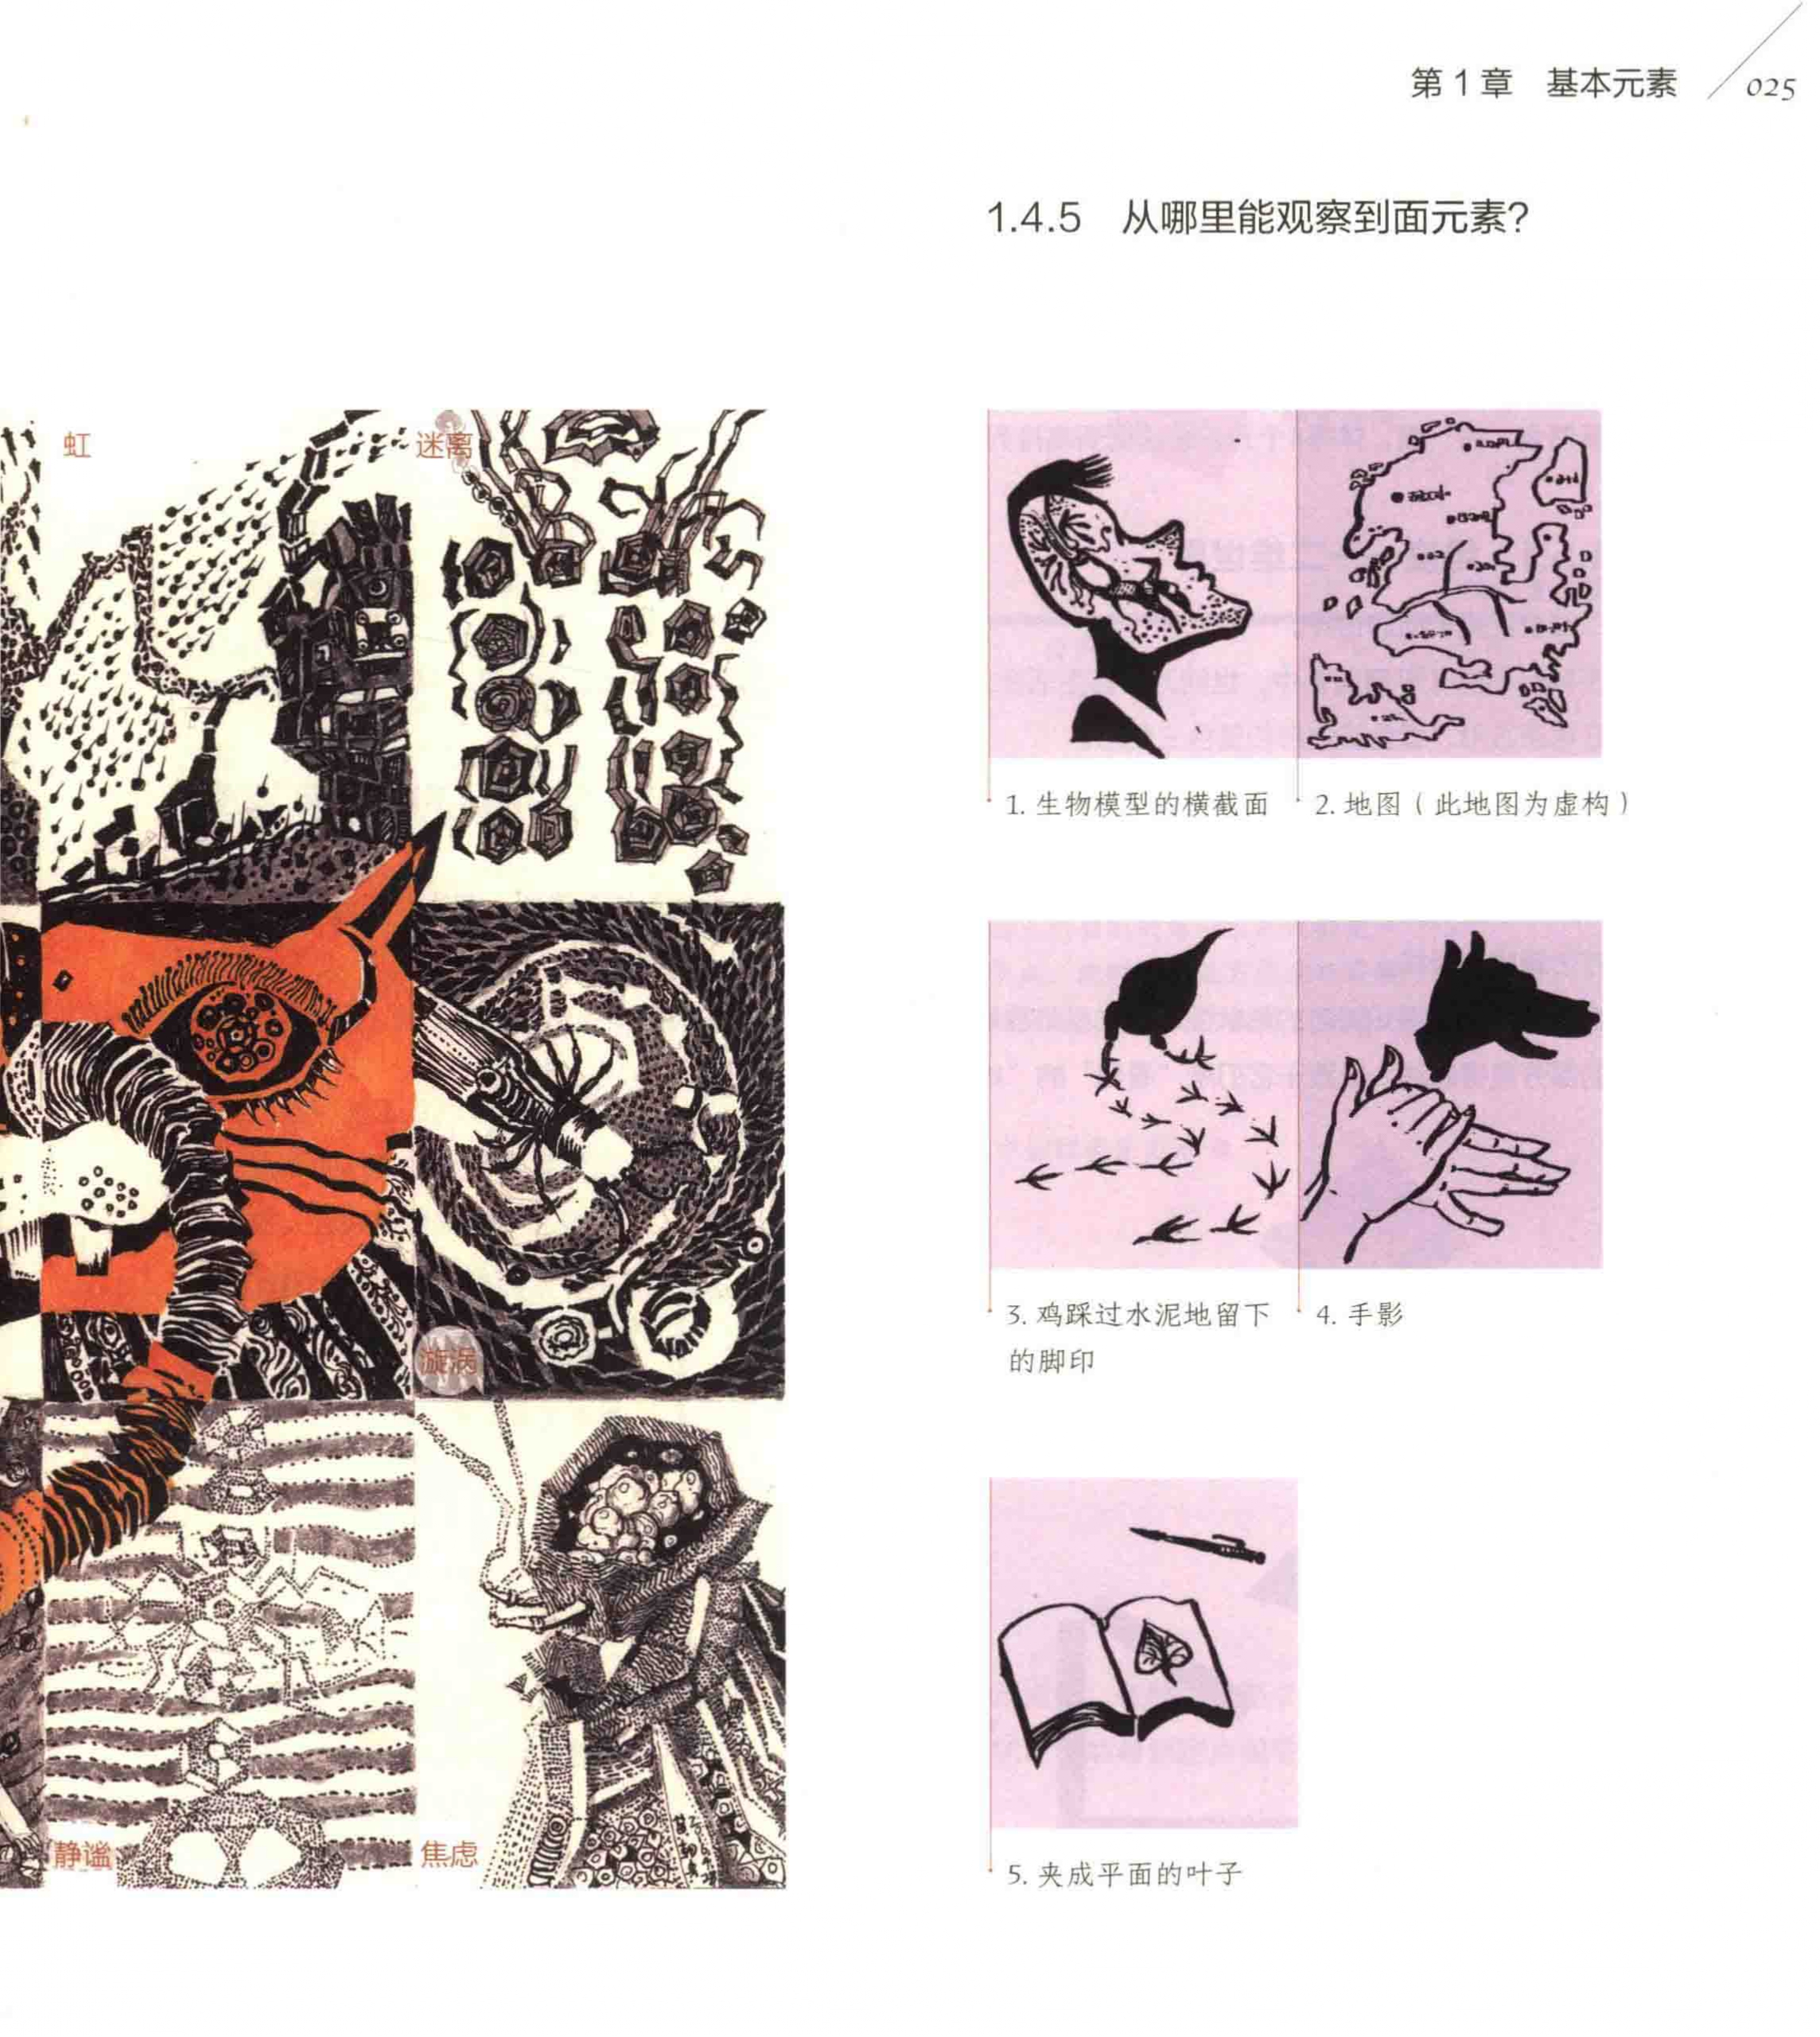 第1章 基本元素 025
1.4.5 从哪里能观察到面元素？
虹
迷离
漩涡
静谧
焦虑
1. 生物模型的横截面
2. 地图（此地图为虚构）
3. 鸡踩过水泥地留下
的脚印
4. 手影
5. 夹成平面的叶子